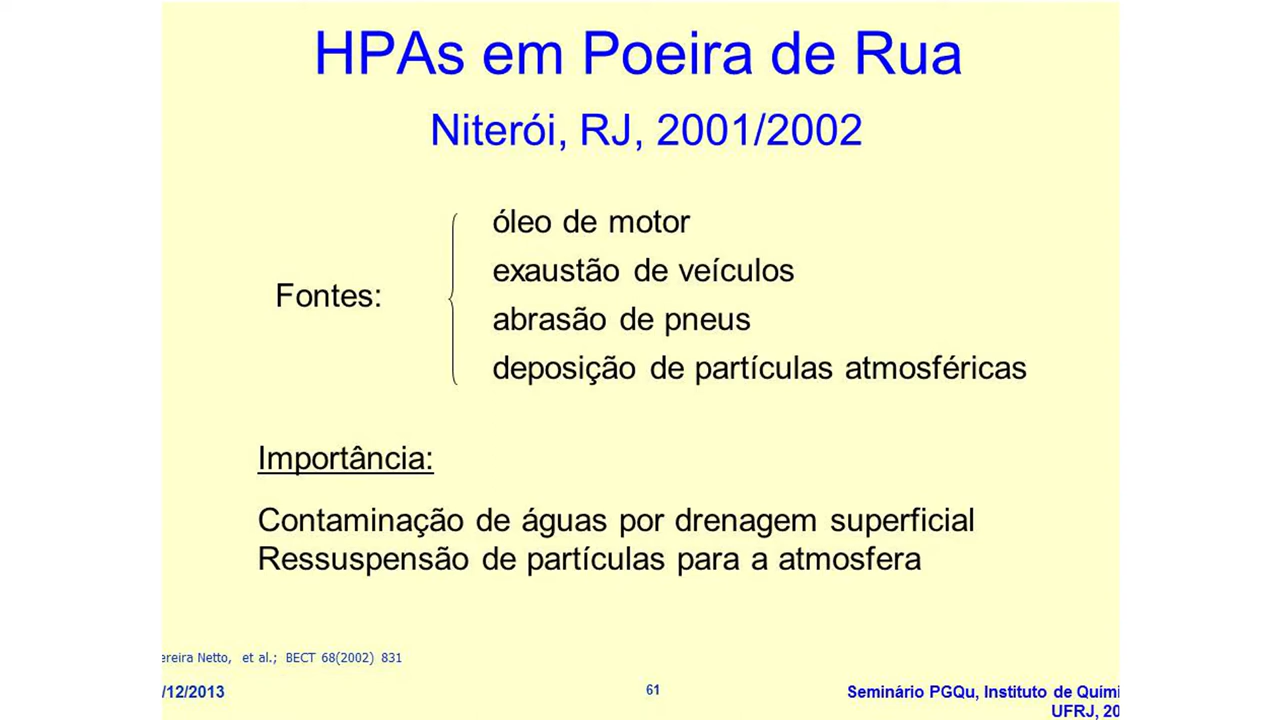 HPAs em Poeira de Rua
Niterói, RJ, 2001/2002
Fontes:
óleo de motor
exaustão de veículos
abrasão de pneus
deposição de partículas atmosféricas
Importância:
Contaminação de águas por drenagem superficial
Ressuspensão de partículas para a atmosfera
ereira Netto, et al.; BECT 68(2002) 831
/12/2013
61
Seminário PGQu, Instituto de Quími
UFRJ, 20